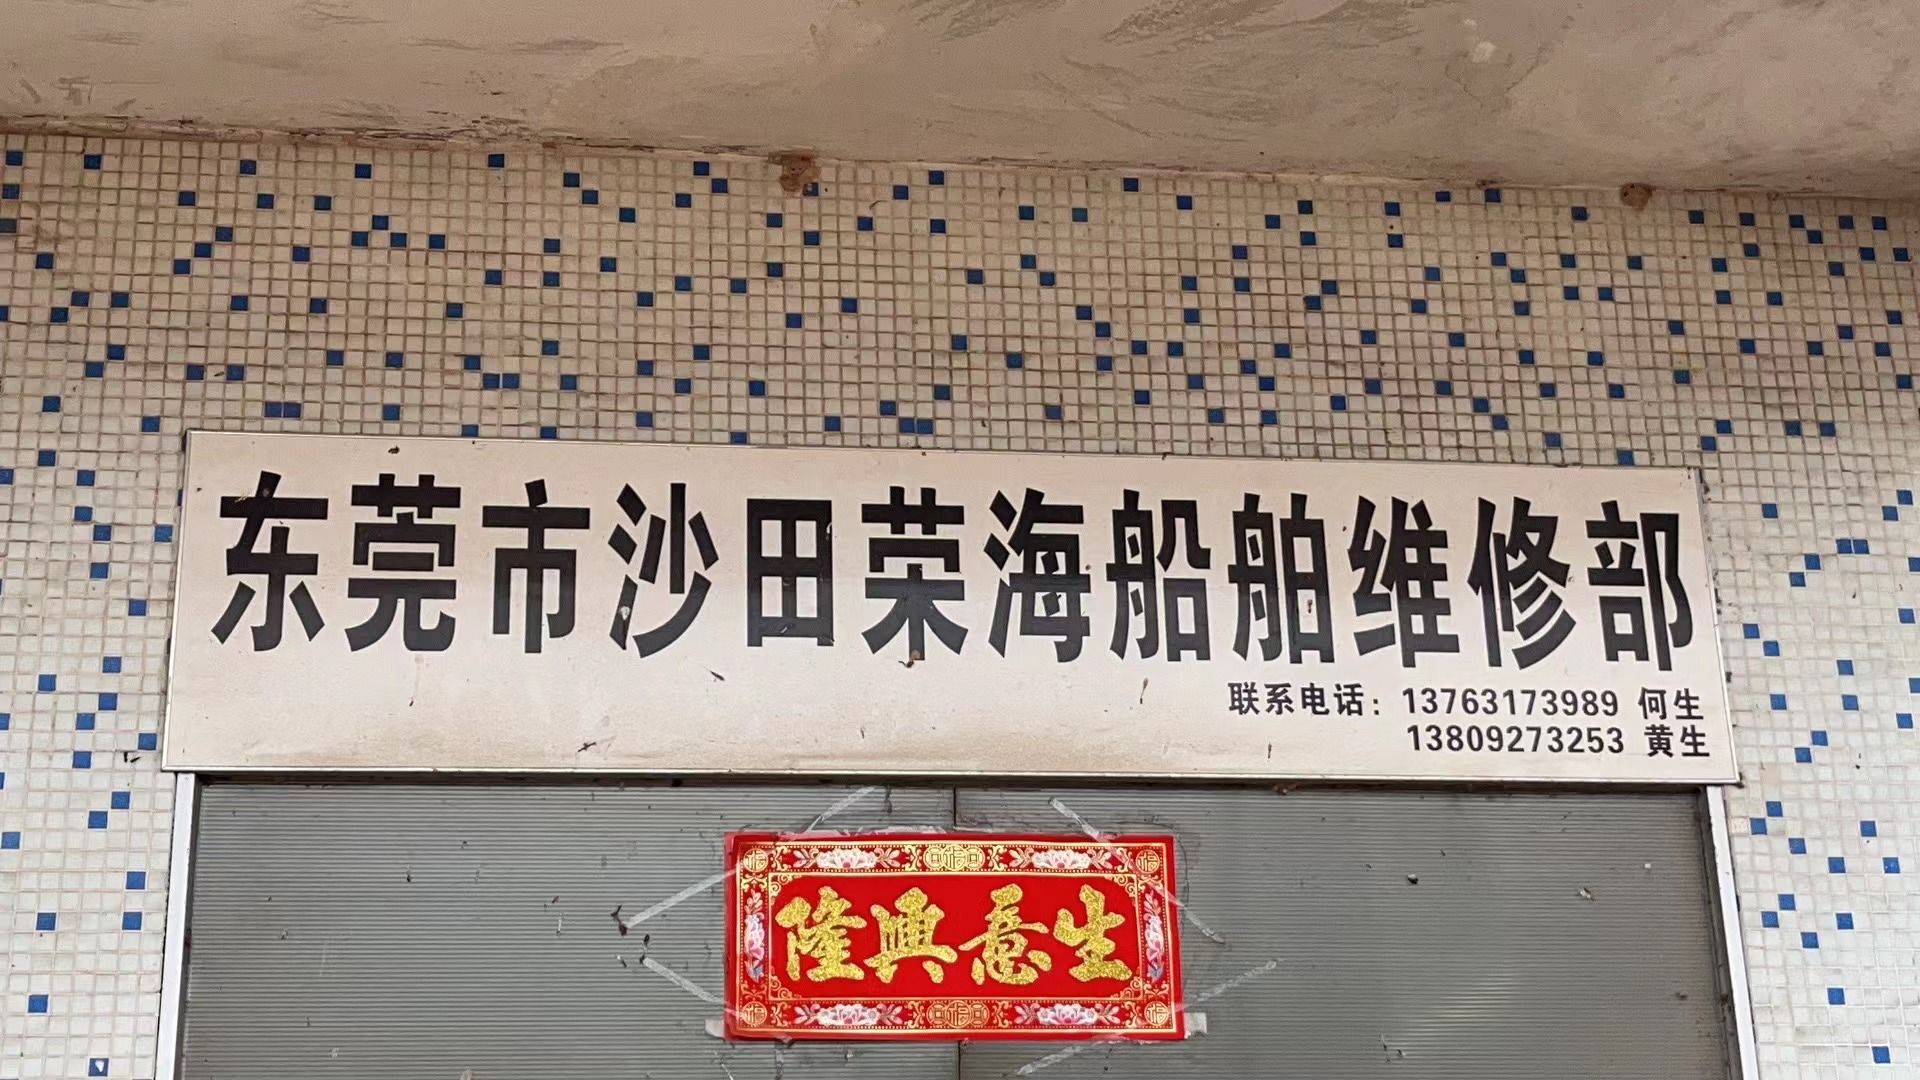 东莞市沙田荣海船舶维修部
联系电话：13763173989 何生
13809273253 黄生
隆興意生